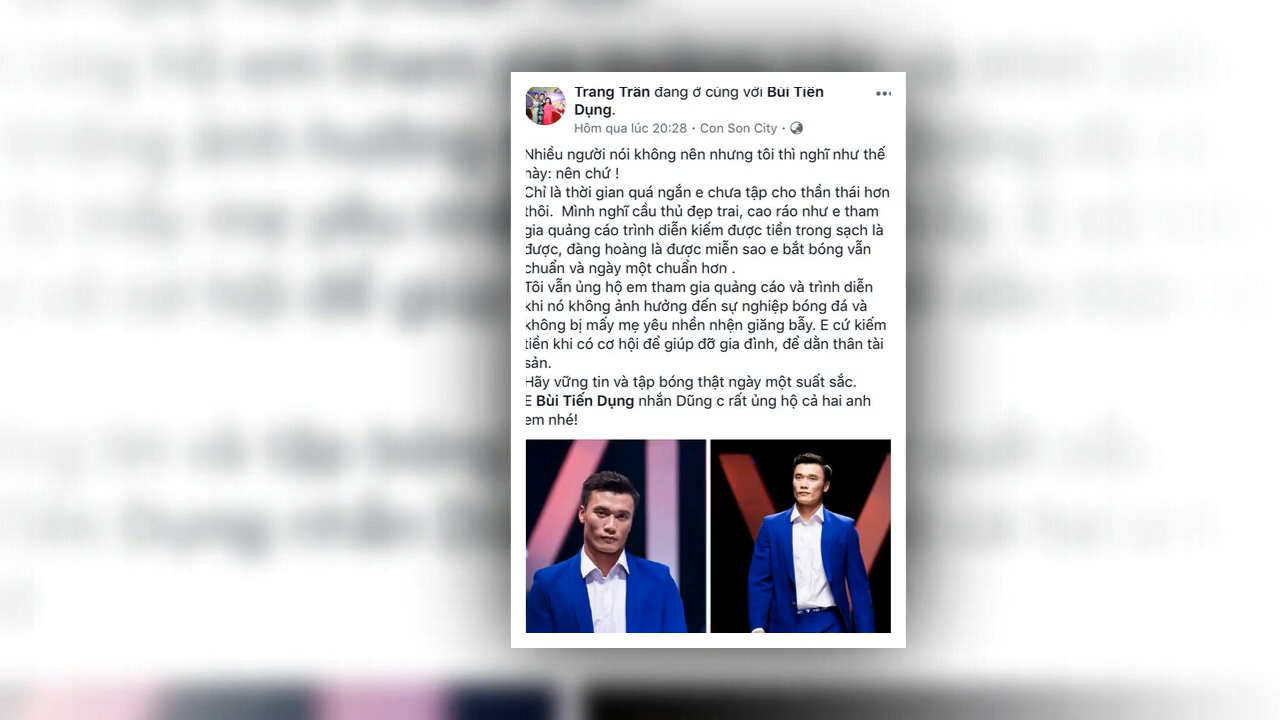 Trang Trần đang ở cùng với Bùi Tiến
Dụng.
Hôm qua lúc 20:28 · Con Son City ·
Nhiều người nói không nên nhưng tôi thì nghĩ như thế
này: nên chứ !
Chỉ là thời gian quá ngắn e chưa tập cho thần thái hơn
thôi. Mình nghĩ cầu thủ đẹp trai, cao ráo như e tham
gia quảng cáo trình diễn kiếm được tiền trong sạch là
được, đàng hoàng là được miễn sao e bắt bóng vẫn
chuẩn và ngày một chuẩn hơn .
Tôi vẫn ủng hộ em tham gia quảng cáo và trình diễn
khi nó không ảnh hưởng đến sự nghiệp bóng đá và
không bị mấy mẹ yêu nhền nhện giăng bẫy. E cứ kiếm
tiền khi có cơ hội để giúp đỡ gia đình, để dằn thân tài
sản.
Hãy vững tin và tập bóng thật ngày một suất sắc.
E Bùi Tiến Dụng nhắn Dũng c rất ủng hộ cả hai anh
em nhé!